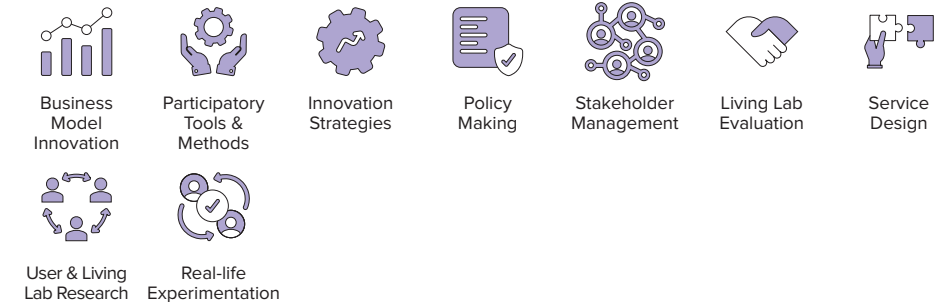 Business
Model
Innovation
Participatory
Tools &
Methods
Innovation
Strategies
Policy
Making
Stakeholder
Management
Living Lab
Evaluation
Service
Design
User & Living
Lab Research
Real-life
Experimentation